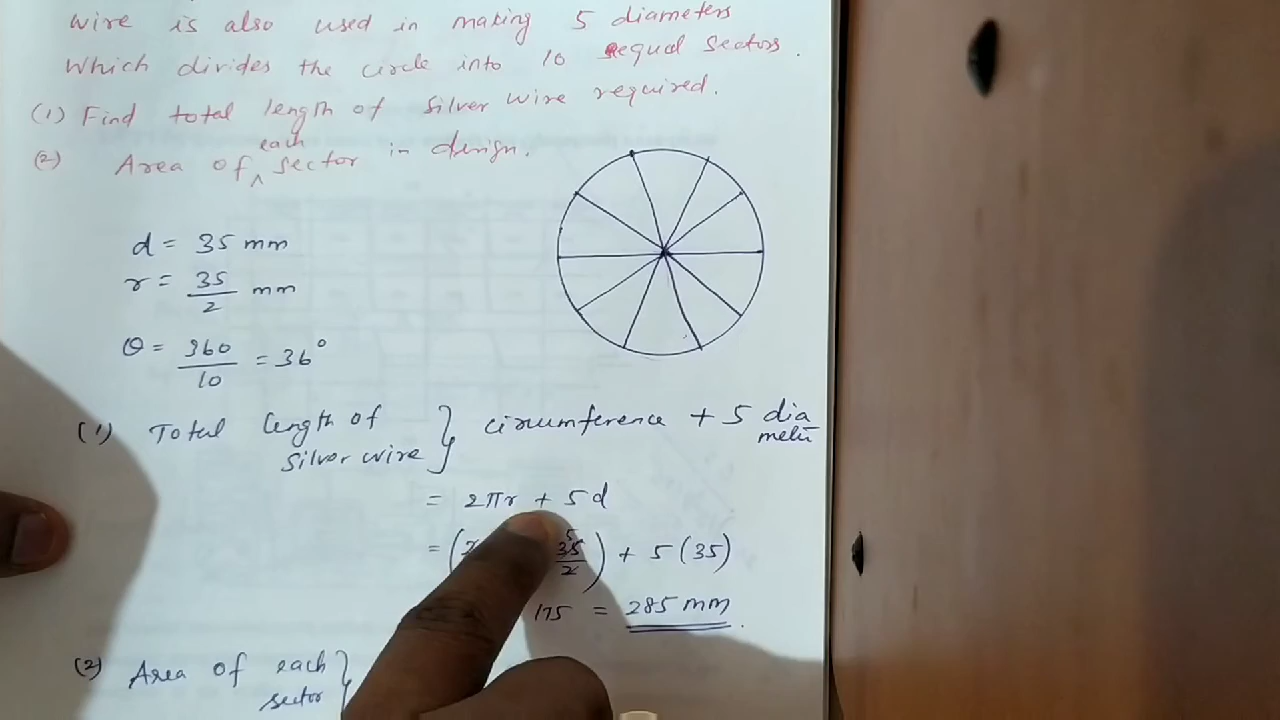 wire is also used in making 5 diameters
which divides the circle into 10 equal sectors.
(1) Find total length of silver wire required.
(2) Area of each sector in design.
d = 35 mm
r = 35/2 mm
θ = 360/10 = 36°
(1) Total length of silver wire } circumference + 5 diameter
= 2πr + 5d
= ( 35/2 ) + 5 (35)
175 = 285 mm.
(2) Area of each sector }